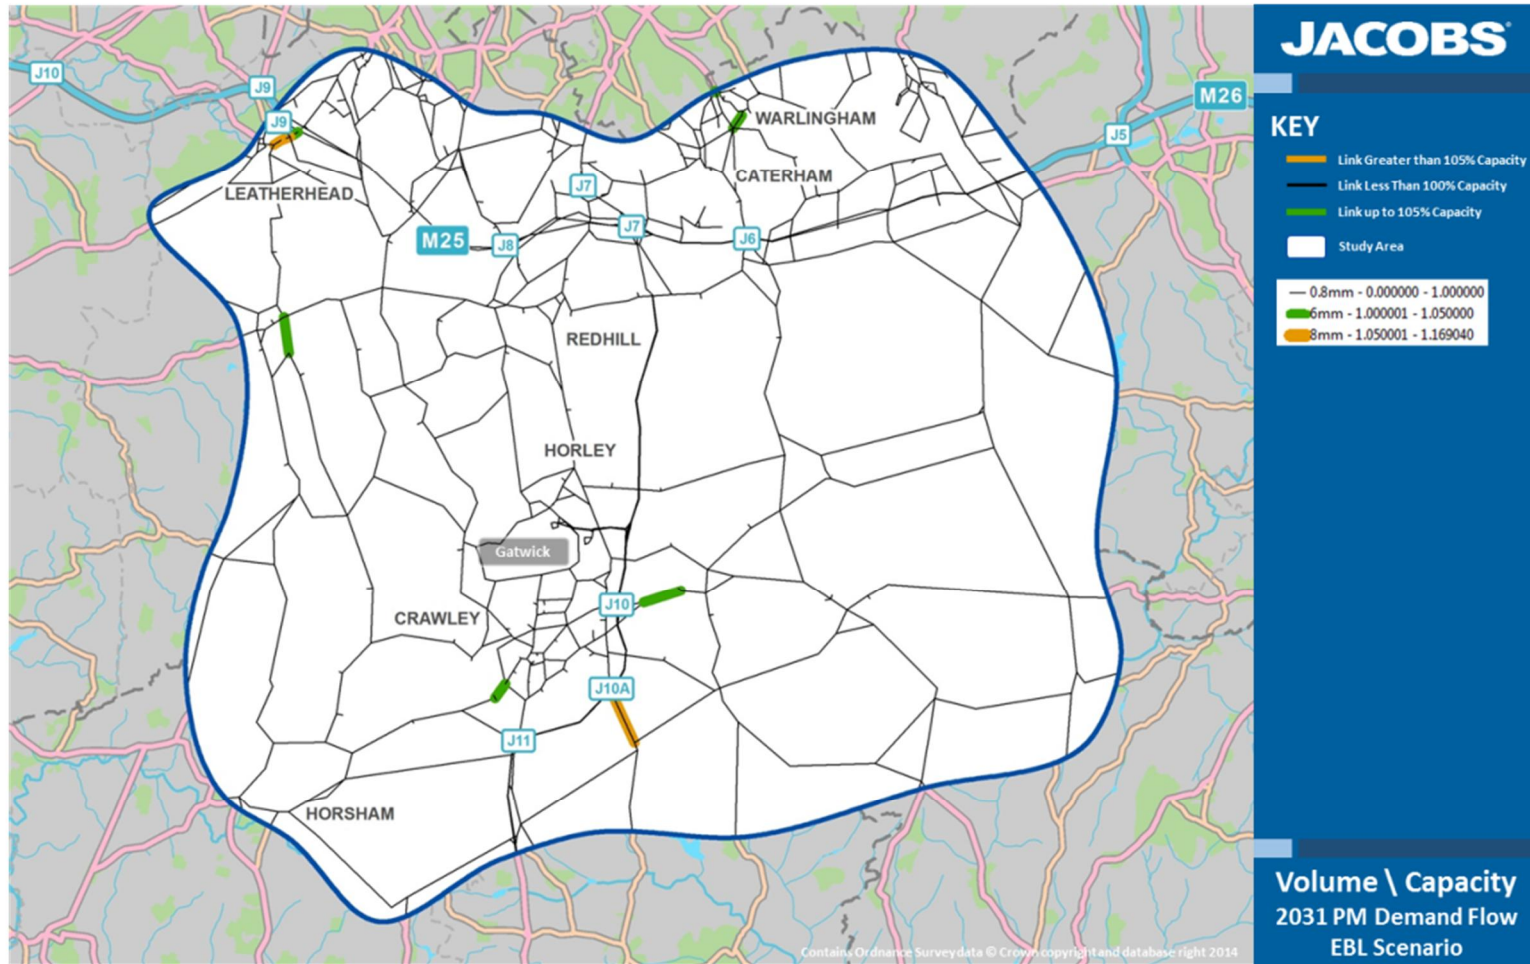 J10
J9
J9
LEATHERHEAD
M25
J8
J7
J7
J6
WARLINGHAM
CATERHAM
J5
M26
REDHILL
HORLEY
Gatwick
CRAWLEY
J10
J10A
J11
HORSHAM
Contains Ordnance Survey data © Crown copyright and database right 2014
JACOBS
KEY
Link Greater than 105% Capacity
Link Less Than 100% Capacity
Link up to 105% Capacity
Study Area
0.8mm - 0.000000 - 1.000000
6mm - 1.000001 - 1.050000
8mm - 1.050001 - 1.169040
Volume \ Capacity
2031 PM Demand Flow
EBL Scenario